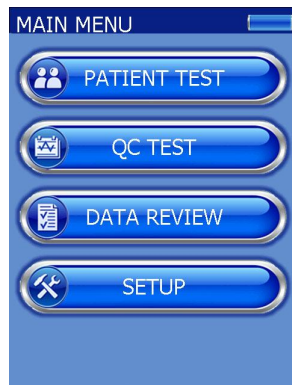 MAIN MENU
PATIENT TEST
QC TEST
DATA REVIEW
SETUP